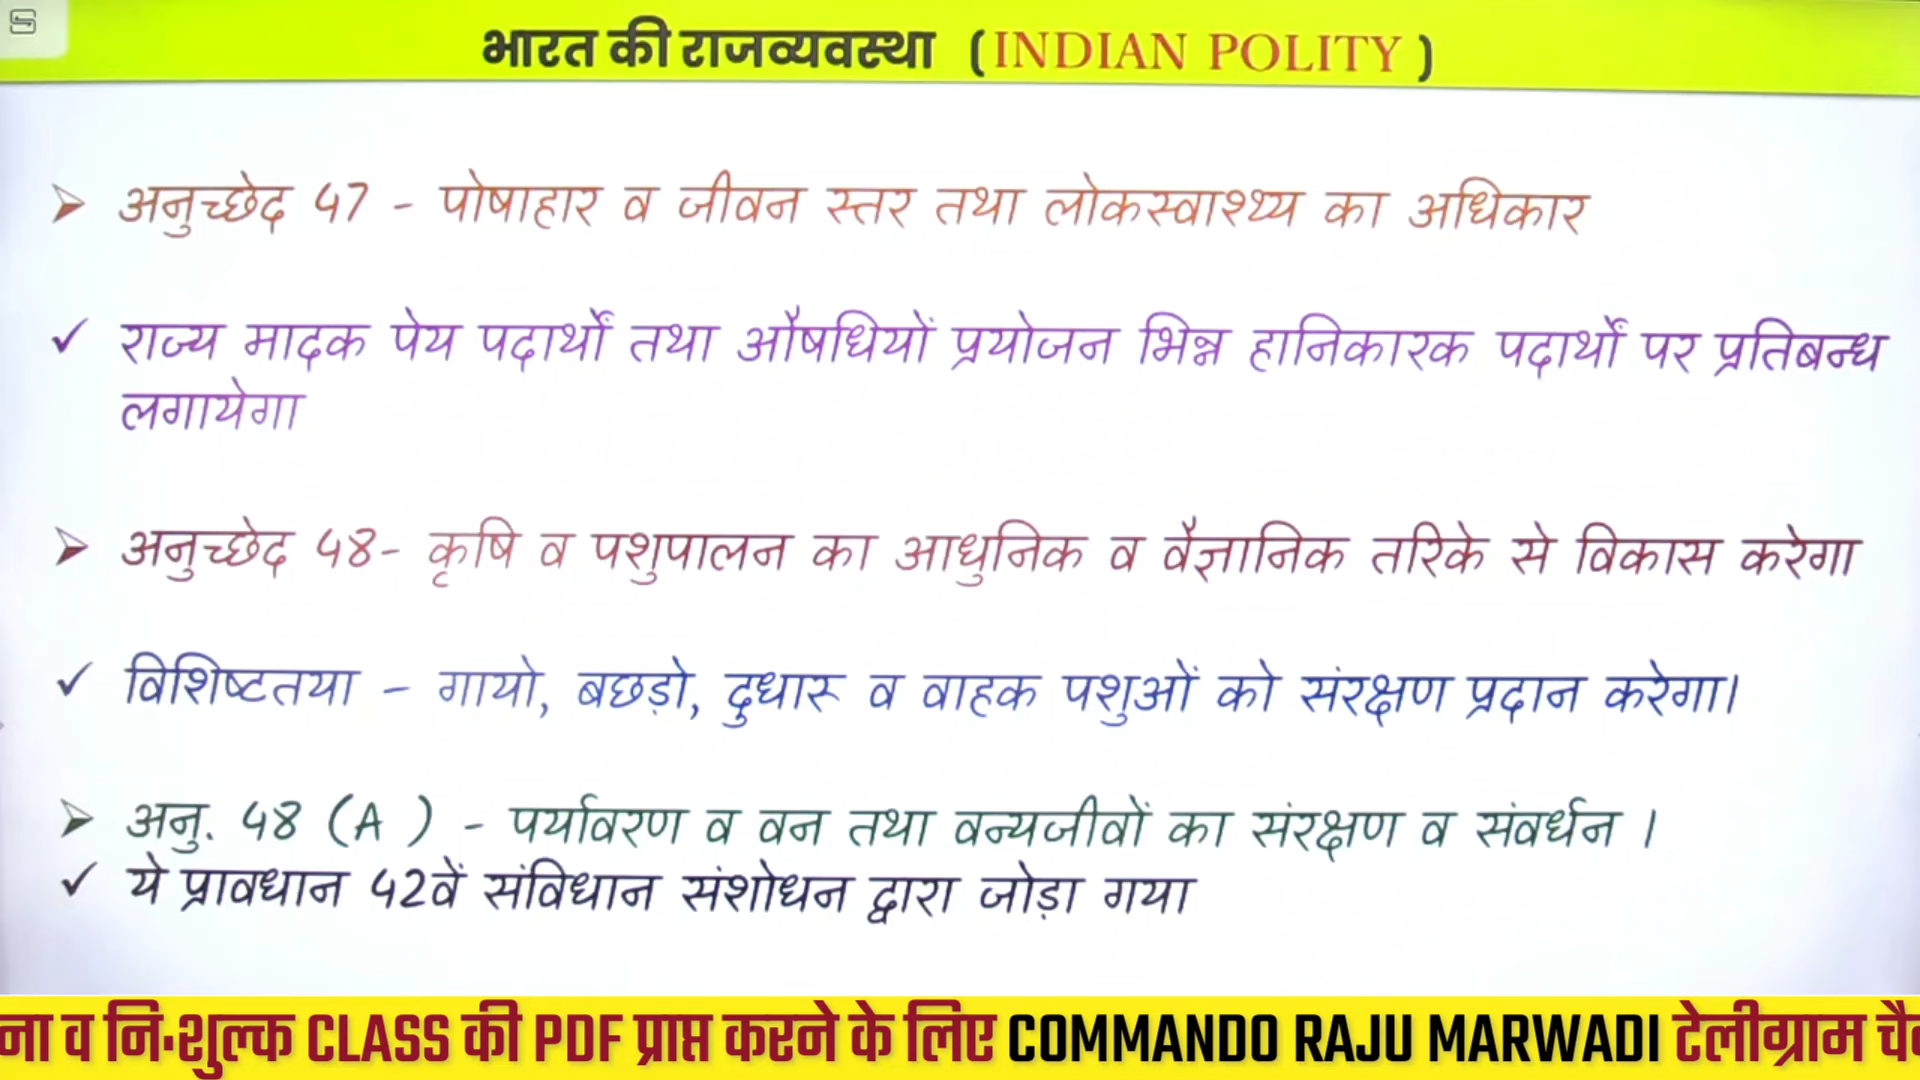 भारत की राजव्यवस्था (INDIAN POLITY)
अनुच्छेद 47 - पोषाहार व जीवन स्तर तथा लोकस्वाश्थ्य का अधिकार
राज्य मादक पेय पदार्थों तथा औषधियों प्रयोजन भिन्न हानिकारक पदार्थों पर प्रतिबन्ध
लगायेगा
अनुच्छेद 48- कृषि व पशुपालन का आधुनिक व वैज्ञानिक तरिके से विकास करेगा
विशिष्टतया - गायो, बछड़ो, दुधारू व वाहक पशुओं को संरक्षण प्रदान करेगा।
अनु. 48 (A) - पर्यावरण व वन तथा वन्यजीवों का संरक्षण व संवर्धन ।
ये प्रावधान 42वें संविधान संशोधन द्वारा जोड़ा गया
ना व नि:शुल्क CLASS की PDF प्राप्त करने के लिए COMMANDO RAJU MARWADI टेलीग्राम